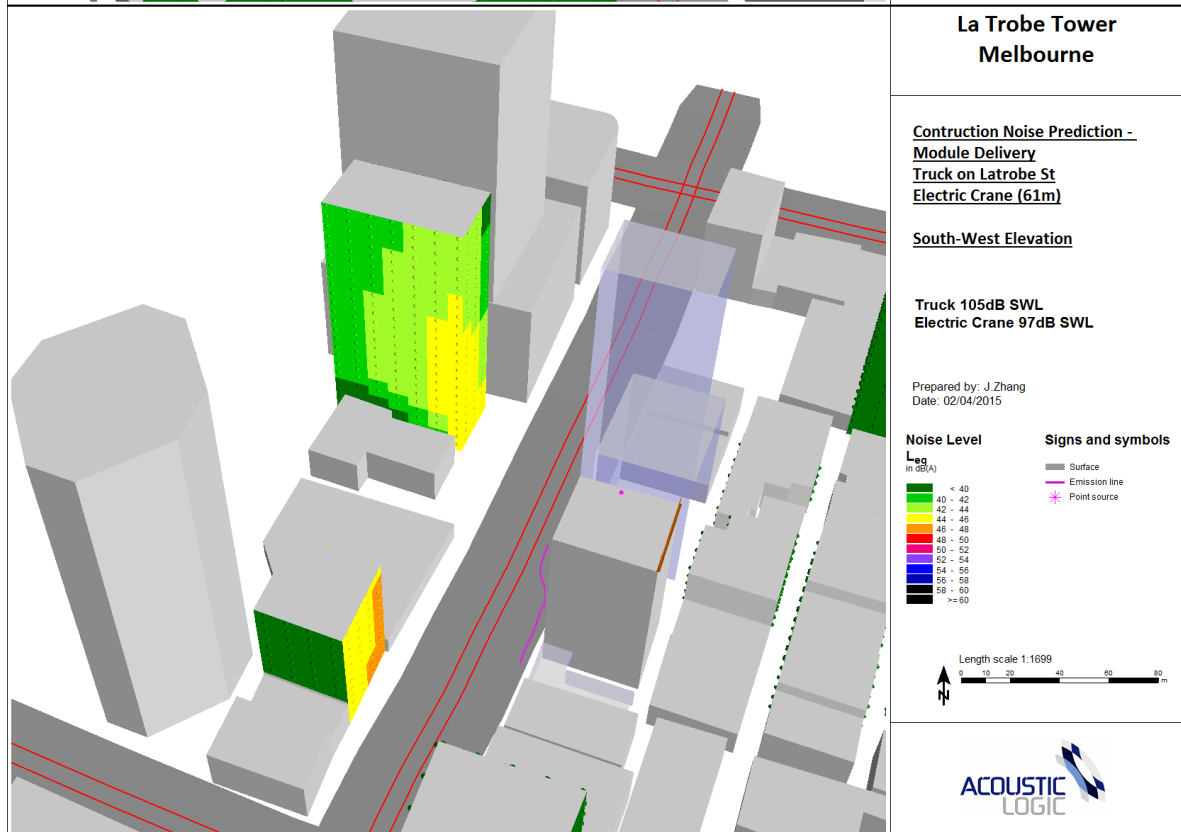 La Trobe Tower
Melbourne
Contruction Noise Prediction -
Module Delivery
Truck on Latrobe St
Electric Crane (61m)
South-West Elevation
Truck 105dB SWL
Electric Crane 97dB SWL
Prepared by: J.Zhang
Date: 02/04/2015
Noise Level
Leq
in dB(A)
< 40
40 - 42
42 - 44
44 - 46
46 - 48
48 - 50
50 - 52
52 - 54
54 - 56
56 - 58
58 - 60
>= 60
Signs and symbols
Surface
Emission line
Point source
Length scale 1:1699
0 10 20 40 60 80
m
N
ACOUSTIC
LOGIC